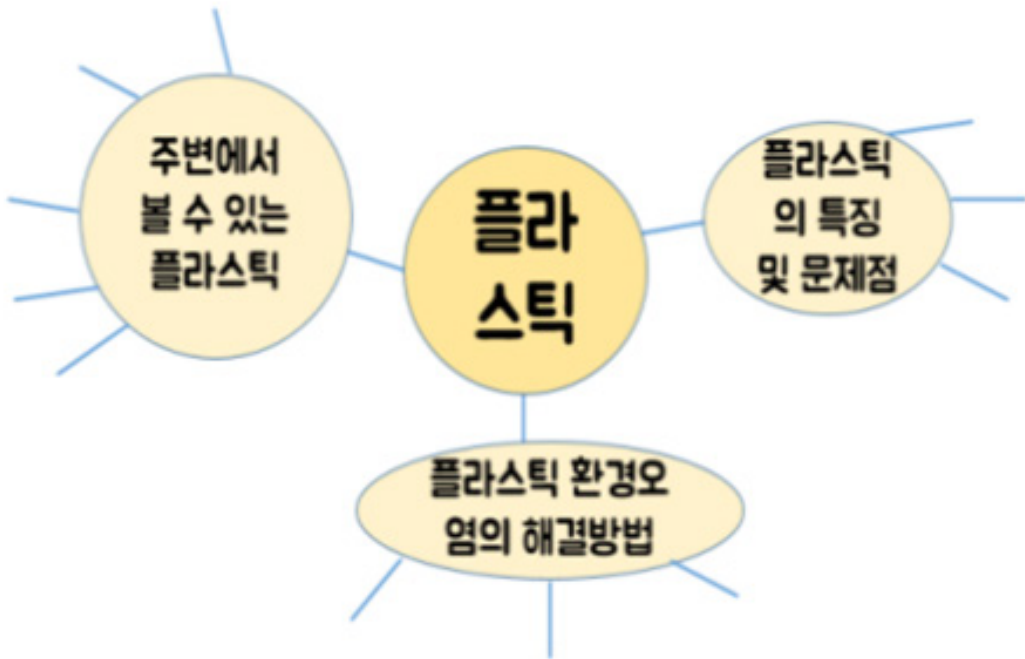 주변에서
볼 수 있는
플라스틱
플라
스틱
플라스틱
의 특징
및 문제점
플라스틱 환경오
염의 해결방법